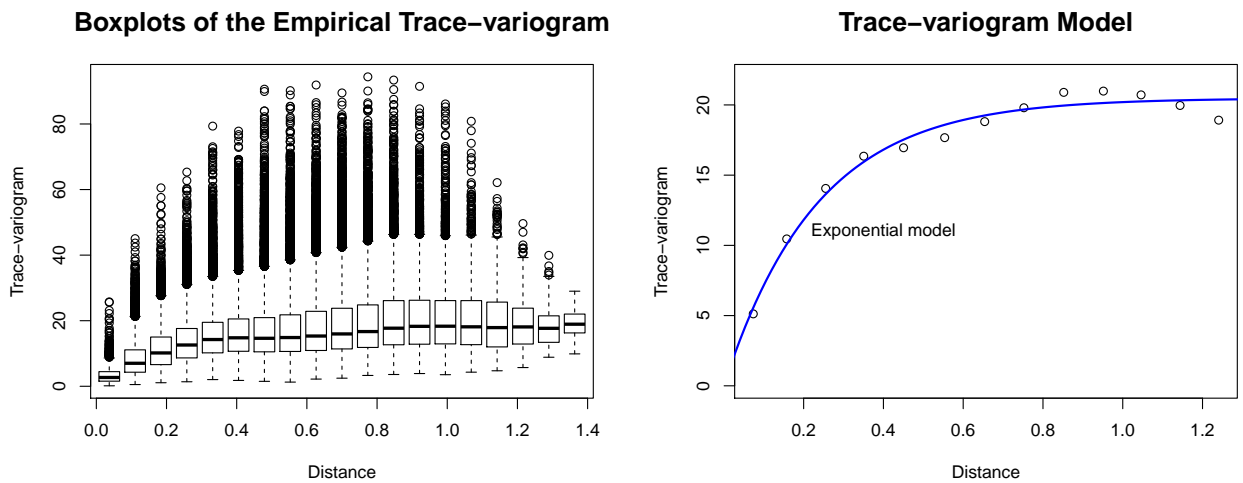 Boxplots of the Empirical Trace−variogram
Trace−variogram
80
60
40
20
0
0.0 0.2 0.4 0.6 0.8 1.0 1.2 1.4
Distance
Trace−variogram Model
Trace−variogram
20
15
10
5
0
Exponential model
0.2 0.4 0.6 0.8 1.0 1.2
Distance